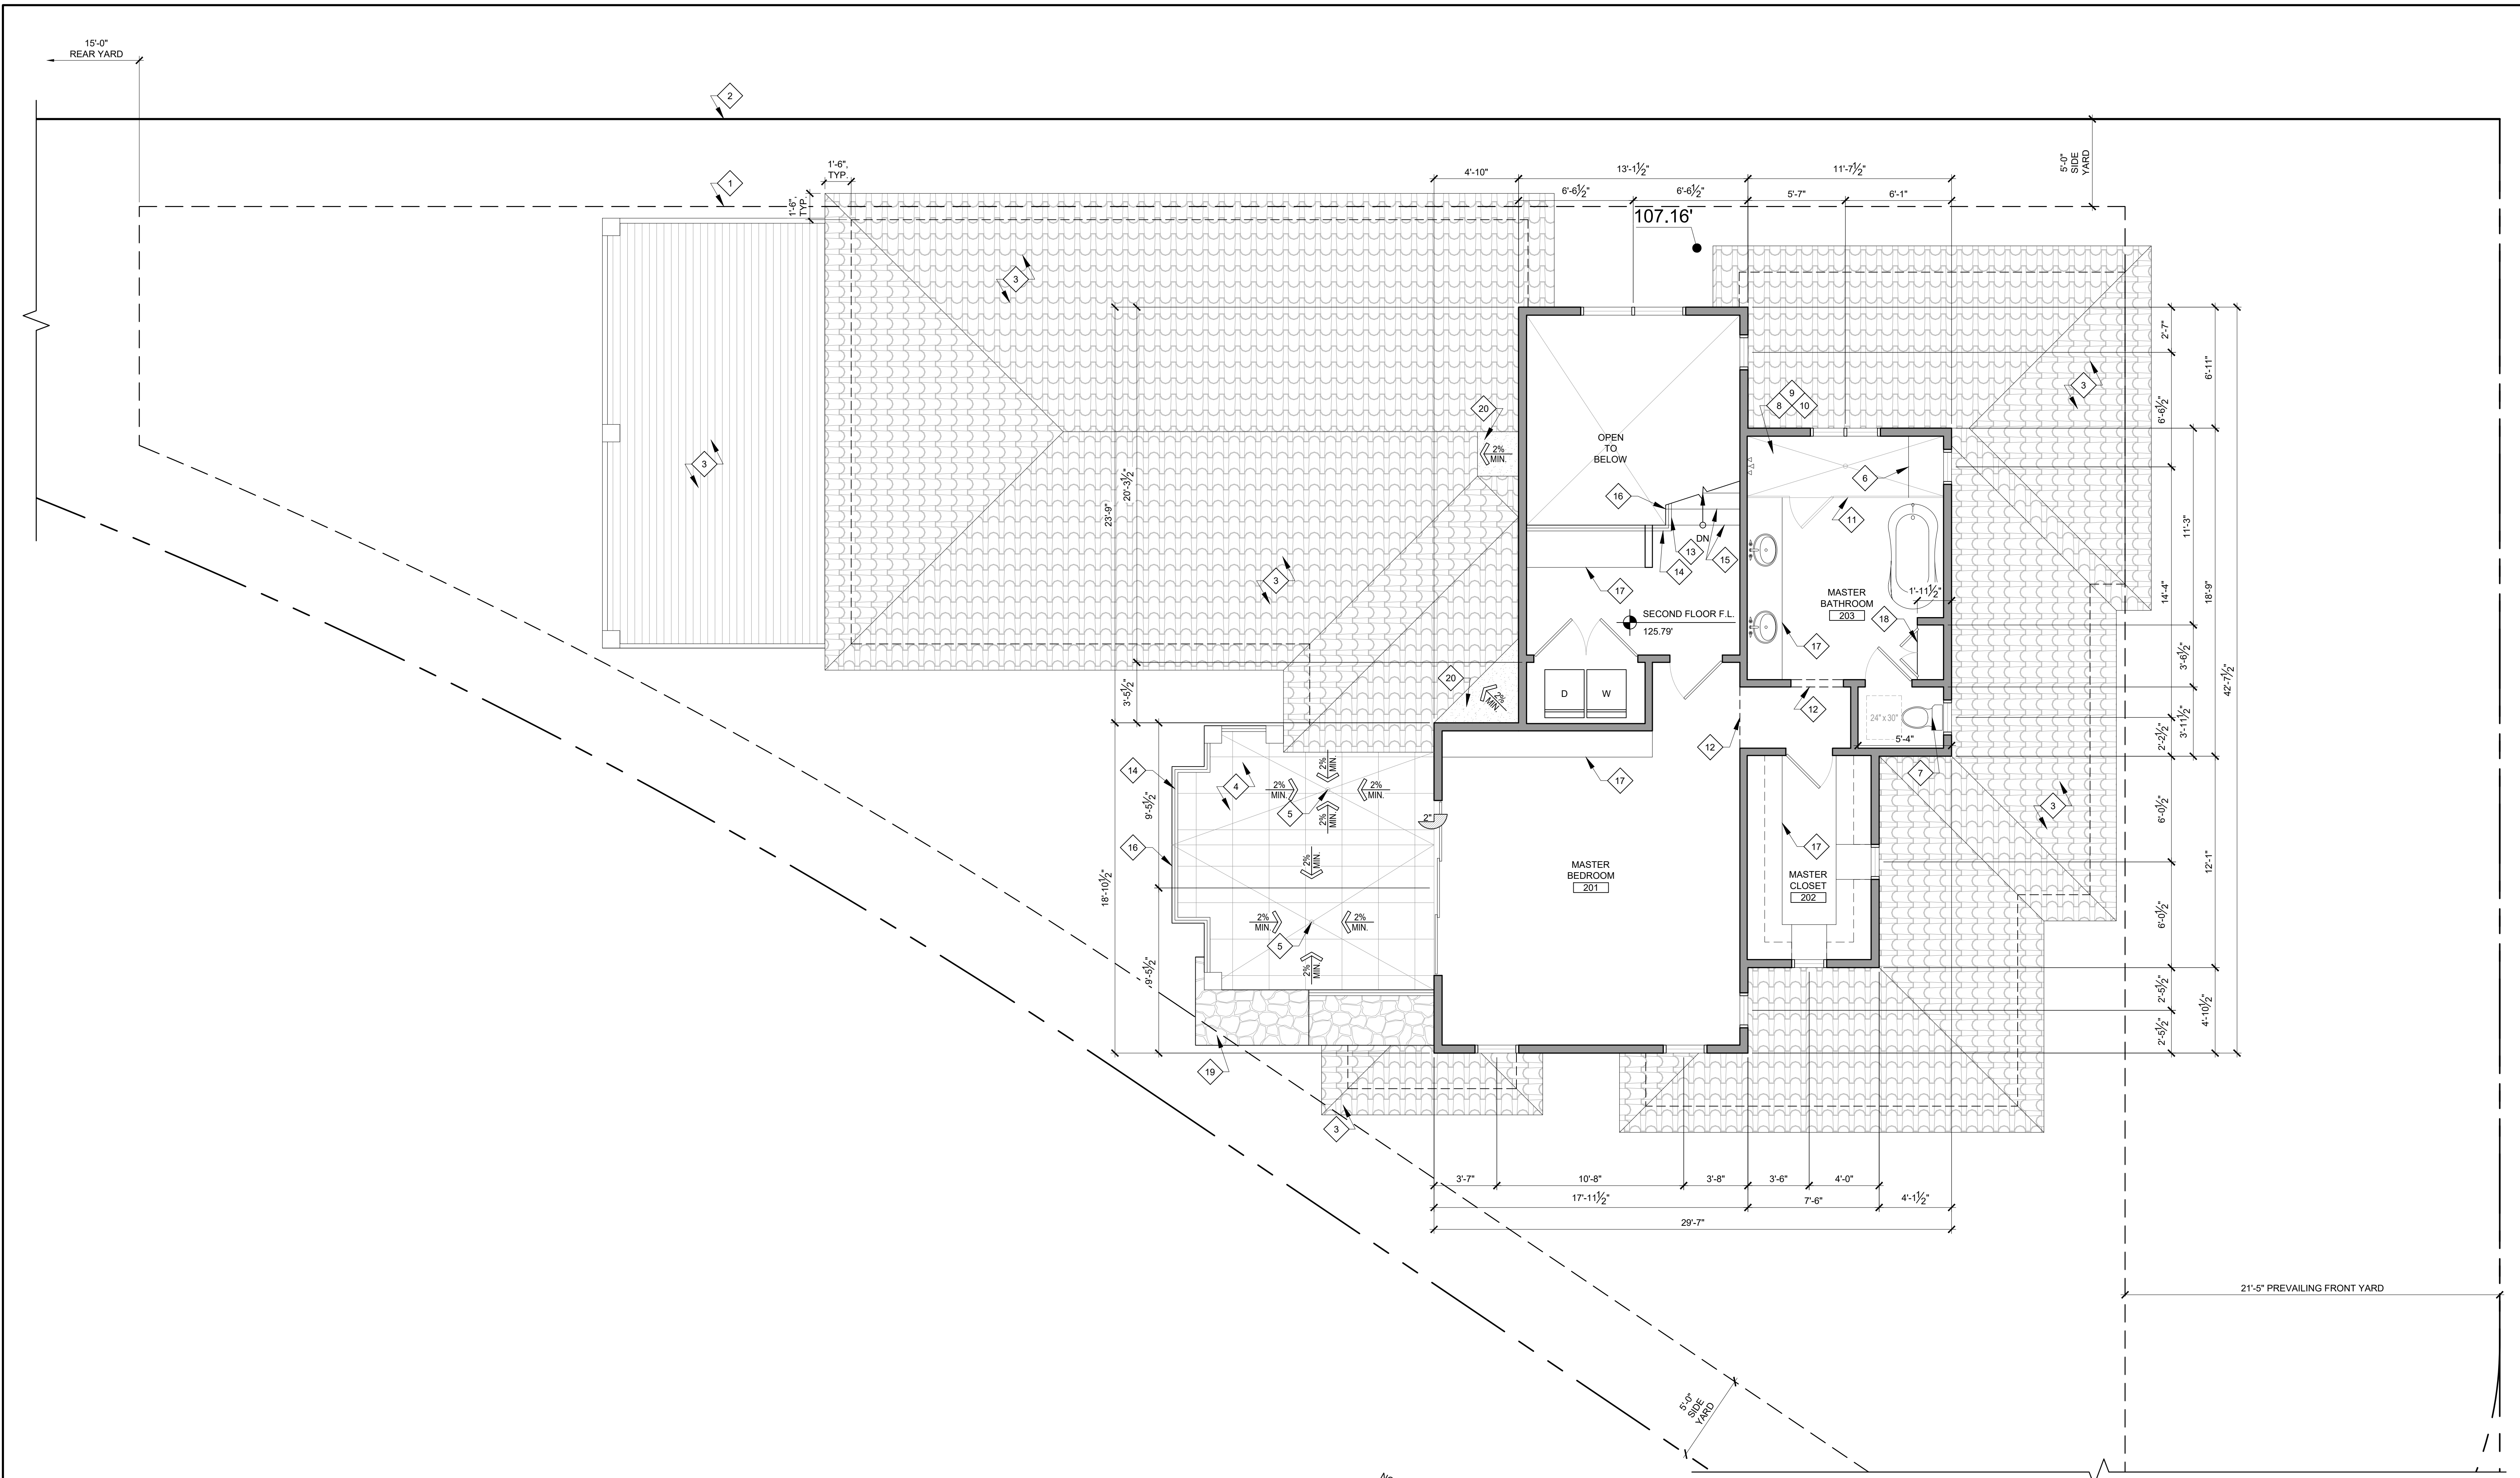 15'-0"
REAR YARD
2
1
1'-6",
TYP.
1'-6",
TYP.
5'-0"
SIDE
YARD
4'-10"
13'-1½"
11'-7½"
6'-6½"
6'-6½"
5'-7"
6'-1"
107.16'
3
3
3
3
2'-7"
6'-11"
6'-6½"
9
8
10
20
2%
MIN.
OPEN
TO
BELOW
6
16
11
23'-9"
20'-3½"
DN
13
14
15
11'-3"
17
MASTER
BATHROOM
203
1'-11½"
14'-4"
18'-9"
SECOND FLOOR F.L.
125.79'
18
17
3'-6½"
42'-7½"
20
2%
MIN.
3'-5½"
D
W
12
24" x 30"
5'-4"
3'-11½"
2'-2½"
12
7
14
4
2%
MIN.
2%
MIN.
2%
MIN.
2%
MIN.
5
17
3
9'-5½"
2"
6'-0½"
16
2%
MIN.
17
MASTER
BEDROOM
201
MASTER
CLOSET
202
12'-1"
18'-10½"
2%
MIN.
2%
MIN.
5
6'-0½"
9'-5½"
2%
MIN.
2'-5½"
4'-10½"
2'-5½"
19
3
3'-7"
10'-8"
3'-8"
3'-6"
4'-0"
17'-11½"
7'-6"
4'-1½"
29'-7"
21'-5" PREVAILING FRONT YARD
5'-0"
SIDE
YARD